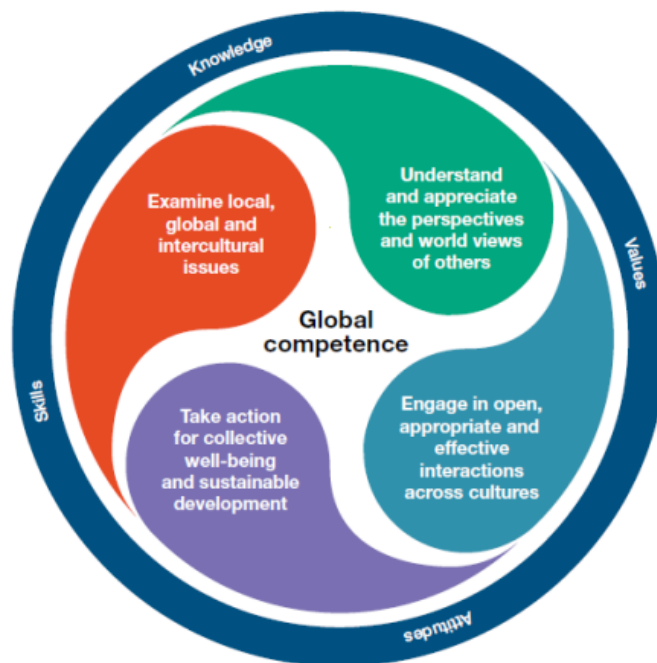 Knowledge
Examine local,
global and
intercultural
issues
Understand
and appreciate
the perspectives
and world views
of others
Values
Global
competence
Skills
Take action
for collective
well-being
and sustainable
development
Engage in open,
appropriate and
effective
interactions
across cultures
Attitudes